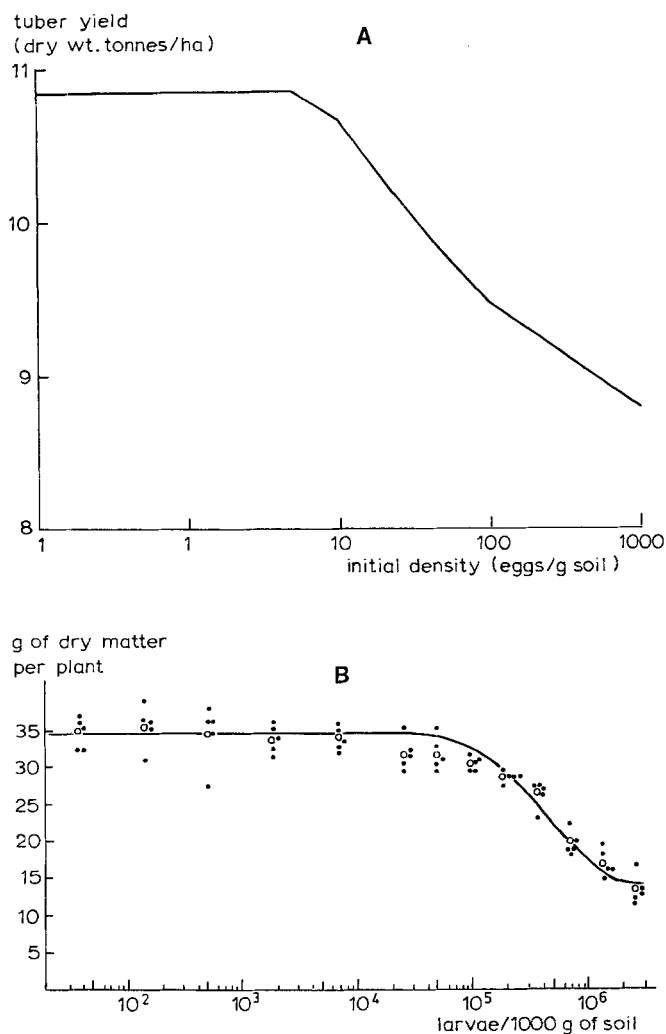 tuber yield
(dry wt. tonnes/ha)
A
11
10
9
8
1
1
10
100
1000
initial density (eggs/g soil)
g of dry matter
per plant
B
35
30
25
20
15
10
5
10²
10³
10⁴
10⁵
10⁶
larvae/1000 g of soil